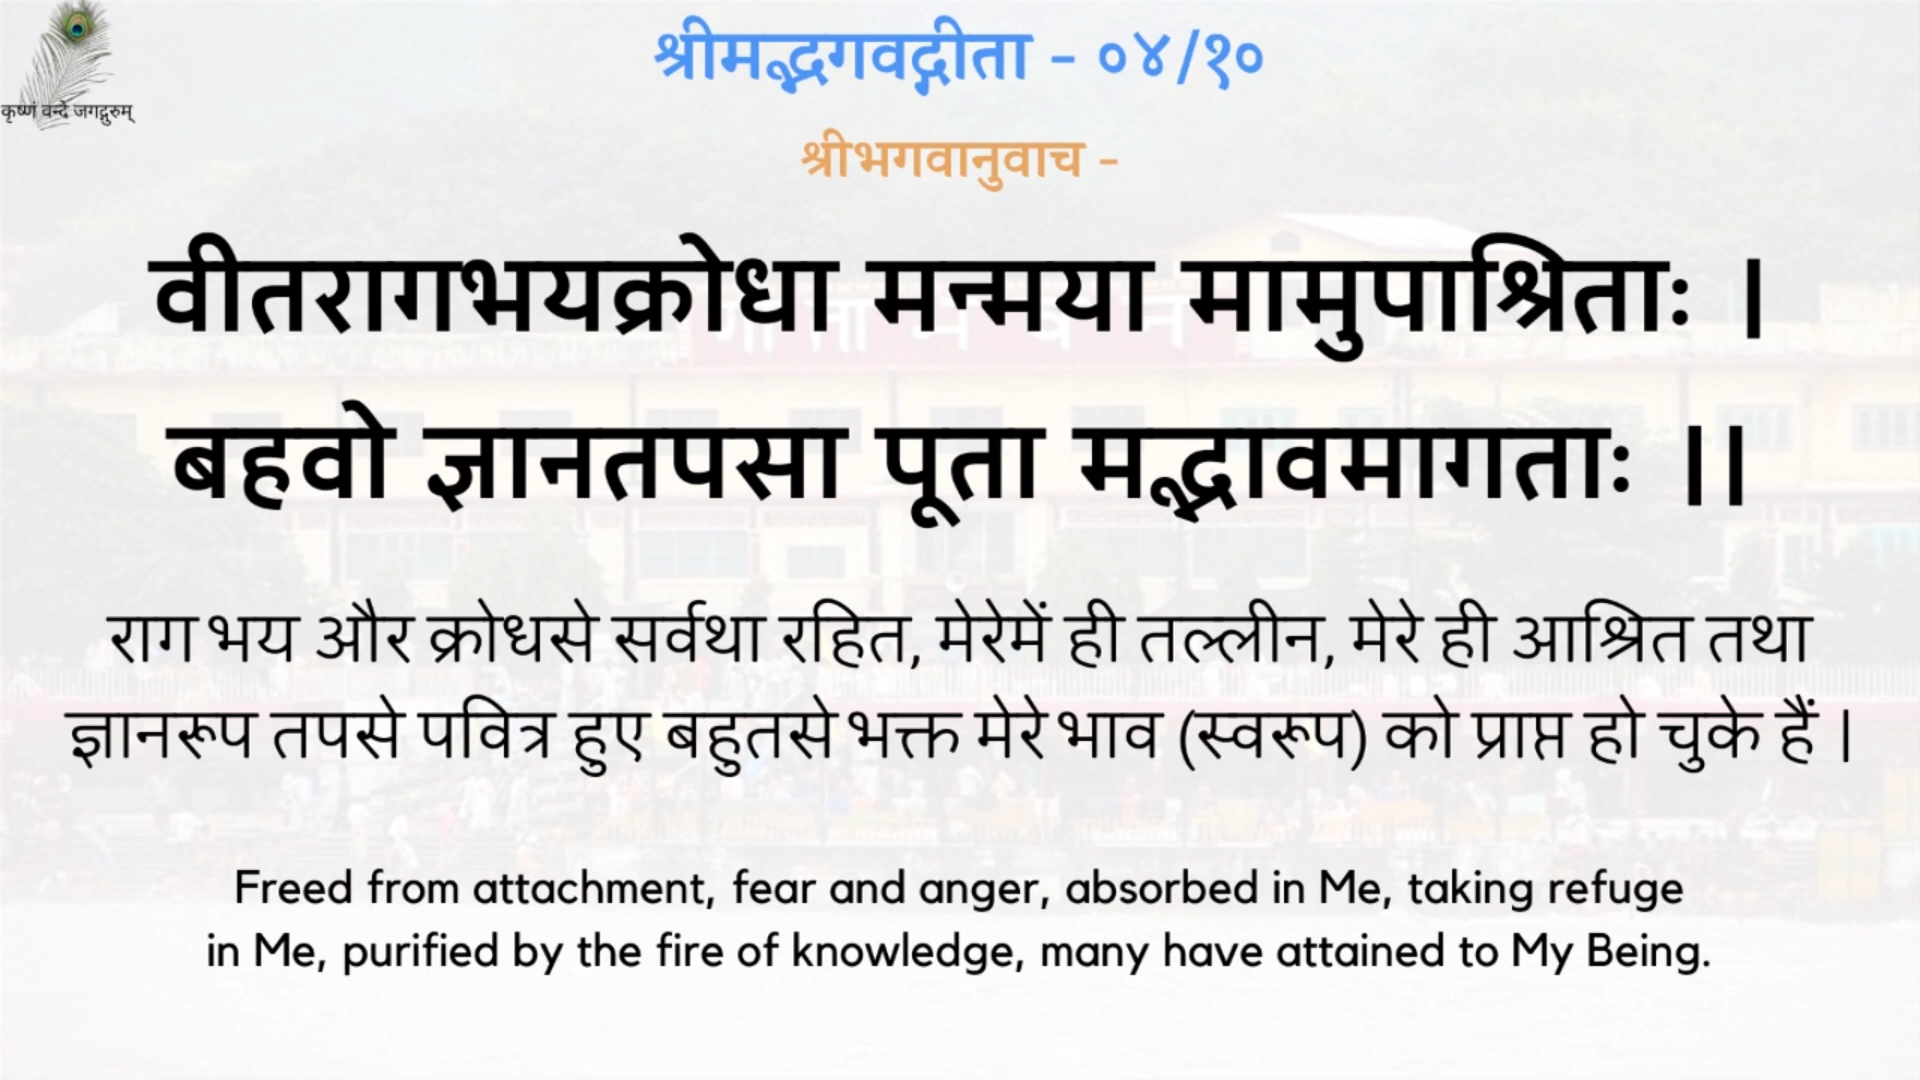 कृष्णं वन्दे जगद्गुरुम्
श्रीमद्भगवद्गीता - ०४/१०
श्रीभगवानुवाच -
वीतरागभयक्रोधा मन्मया मामुपाश्रिताः |
बहवो ज्ञानतपसा पूता मद्भावमागताः ||
राग भय और क्रोधसे सर्वथा रहित, मेरेमें ही तल्लीन, मेरे ही आश्रित तथा
ज्ञानरूप तपसे पवित्र हुए बहुतसे भक्त मेरे भाव (स्वरूप) को प्राप्त हो चुके हैं |
Freed from attachment, fear and anger, absorbed in Me, taking refuge
in Me, purified by the fire of knowledge, many have attained to My Being.